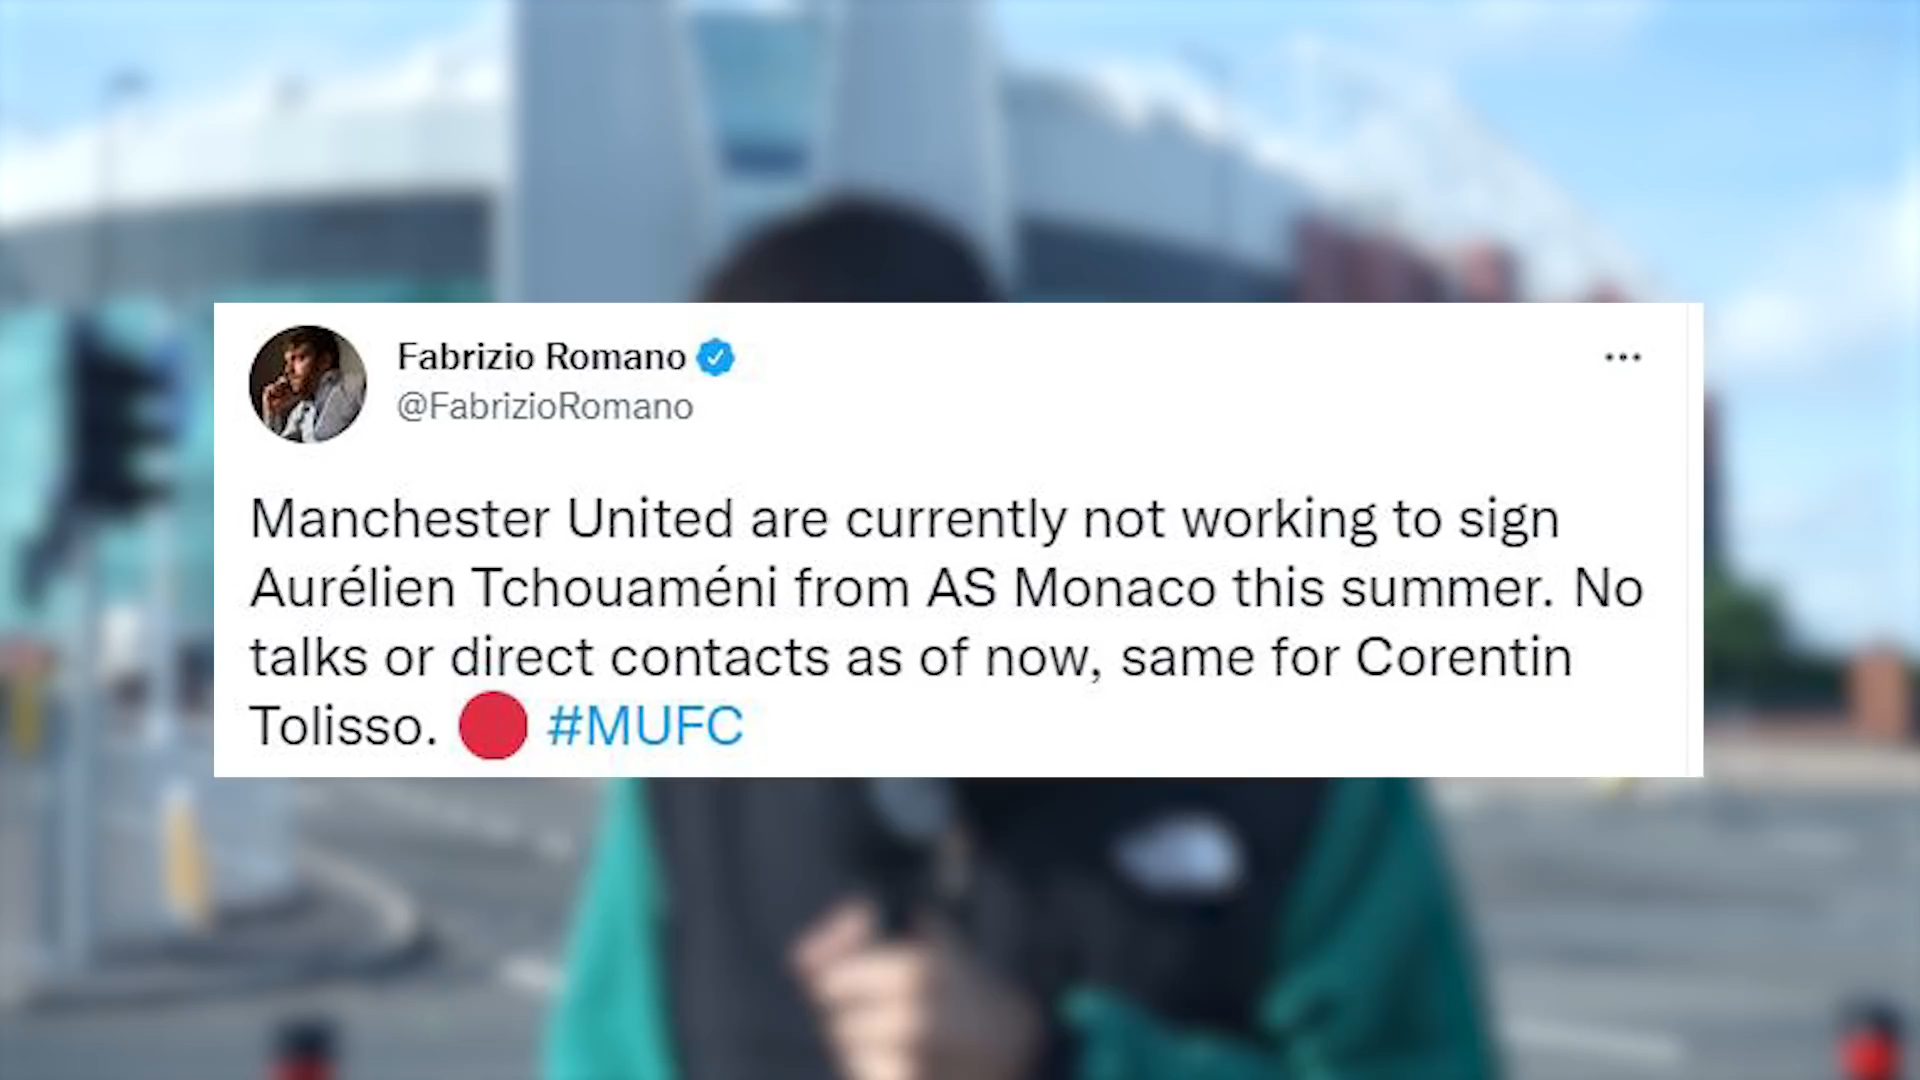 Fabrizio Romano
@FabrizioRomano
Manchester United are currently not working to sign
Aurélien Tchouaméni from AS Monaco this summer. No
talks or direct contacts as of now, same for Corentin
Tolisso. 🔴 #MUFC